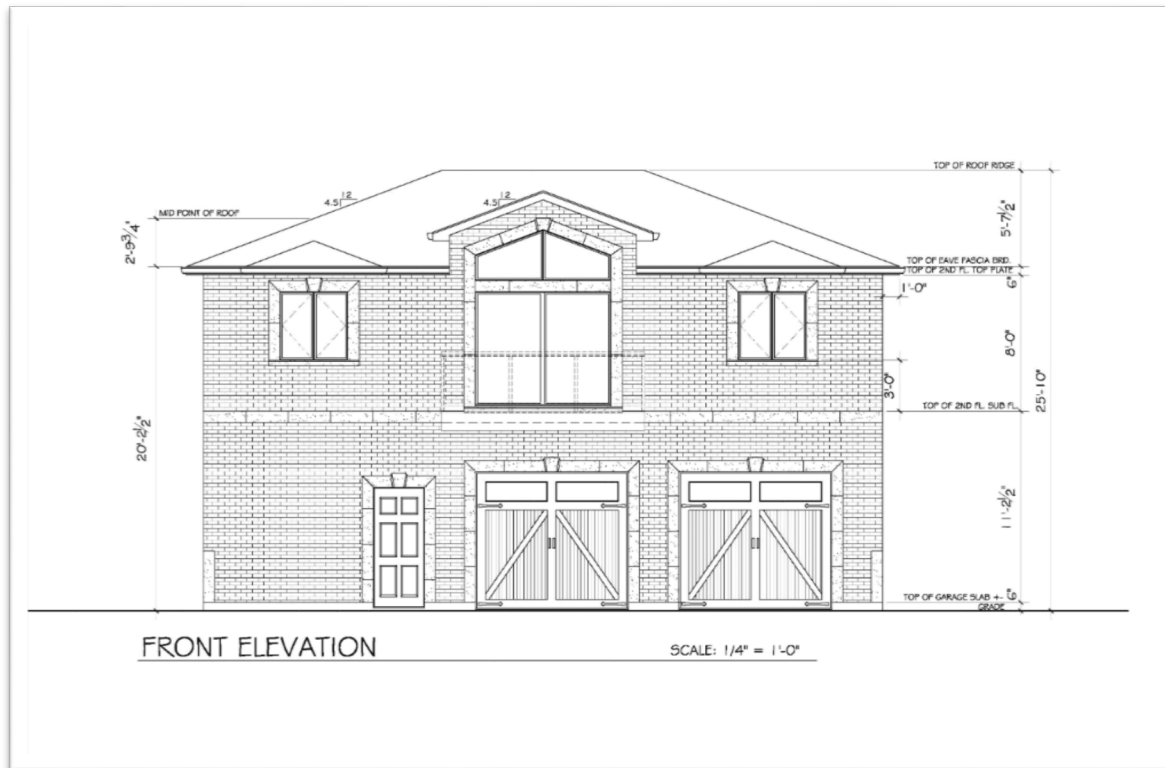 TOP OF ROOF RIDGE
12
4.5
12
4.5
MID POINT OF ROOF
2'-9¾"
5'-7½"
TOP OF EAVE FASCIA BRD.
TOP OF 2ND FL. TOP PLATE
6"
1'-0"
8'-0"
3'-0"
25'-10"
TOP OF 2ND FL. SUB FL.
20'-2½"
11'-2½"
TOP OF GARAGE SLAB +-
6"
GRADE
FRONT ELEVATION
SCALE: 1/4" = 1'-0"